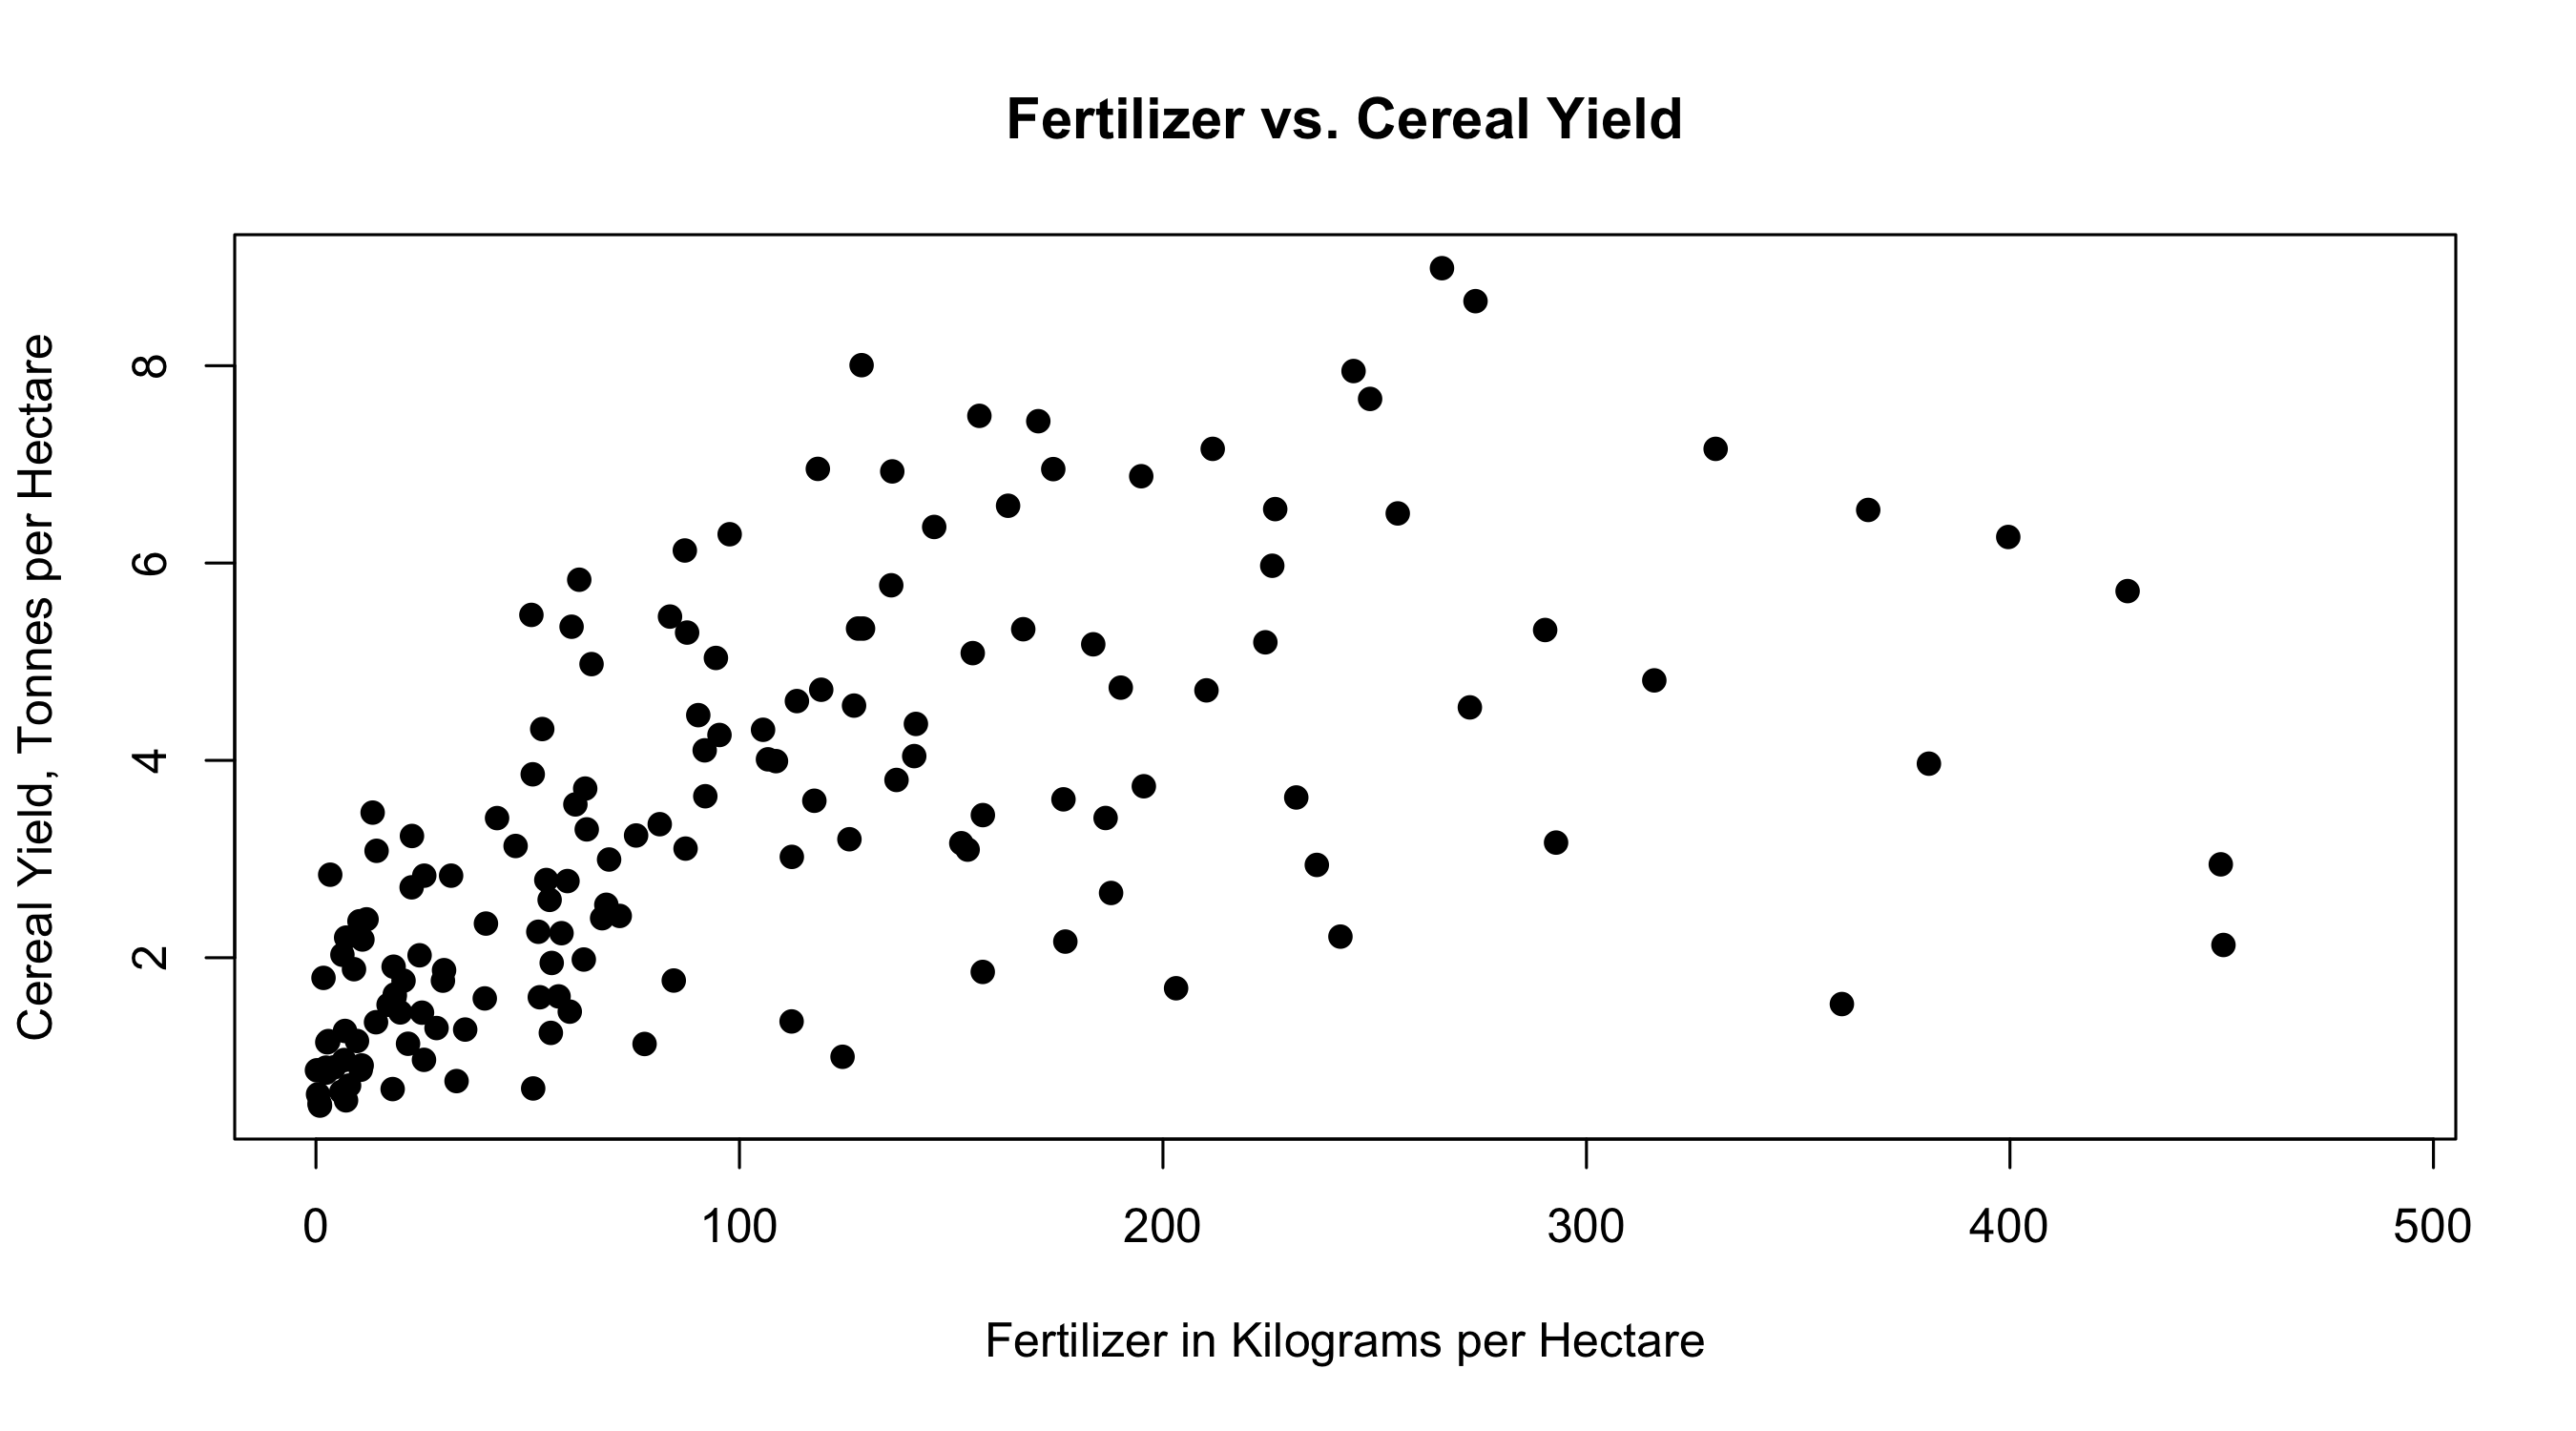 Fertilizer vs. Cereal Yield
Cereal Yield, Tonnes per Hectare
8
6
4
2
0 100 200 300 400 500
Fertilizer in Kilograms per Hectare